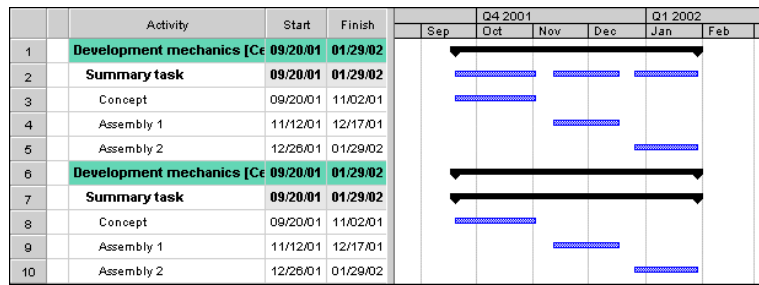 Activity Start Finish Q4 2001 Q1 2002
Sep Oct Nov Dec Jan Feb
1 Development mechanics [Ce 09/20/01 01/29/02
2 Summary task 09/20/01 01/29/02
3 Concept 09/20/01 11/02/01
4 Assembly 1 11/12/01 12/17/01
5 Assembly 2 12/26/01 01/29/02
6 Development mechanics [Ce 09/20/01 01/29/02
7 Summary task 09/20/01 01/29/02
8 Concept 09/20/01 11/02/01
9 Assembly 1 11/12/01 12/17/01
10 Assembly 2 12/26/01 01/29/02